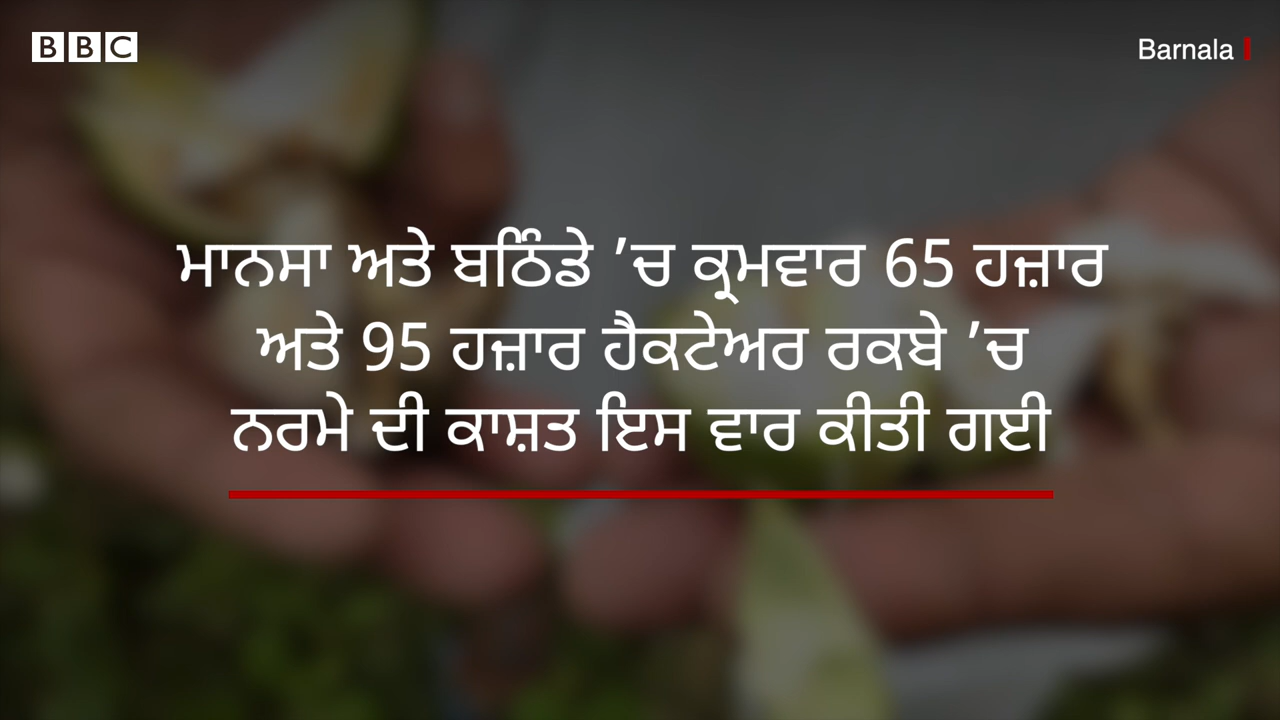 BBC
Barnala
ਮਾਨਸਾ ਅਤੇ ਬਠਿੰਡੇ ’ਚ ਕ੍ਰਮਵਾਰ 65 ਹਜ਼ਾਰ
ਅਤੇ 95 ਹਜ਼ਾਰ ਹੈਕਟੇਅਰ ਰਕਬੇ ’ਚ
ਨਰਮੇ ਦੀ ਕਾਸ਼ਤ ਇਸ ਵਾਰ ਕੀਤੀ ਗਈ